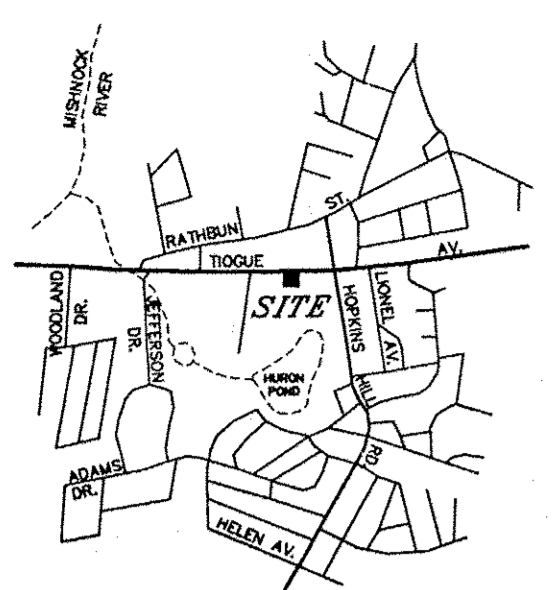 MISHNOCK
RIVER
RATHBUN
ST.
TIOGUE
AV.
SITE
WOODLAND
DR.
JEFFERSON
DR.
HOPKINS
HILL
RD.
LIONEL
AV.
HURON
POND
ADAMS
DR.
HELEN AV.